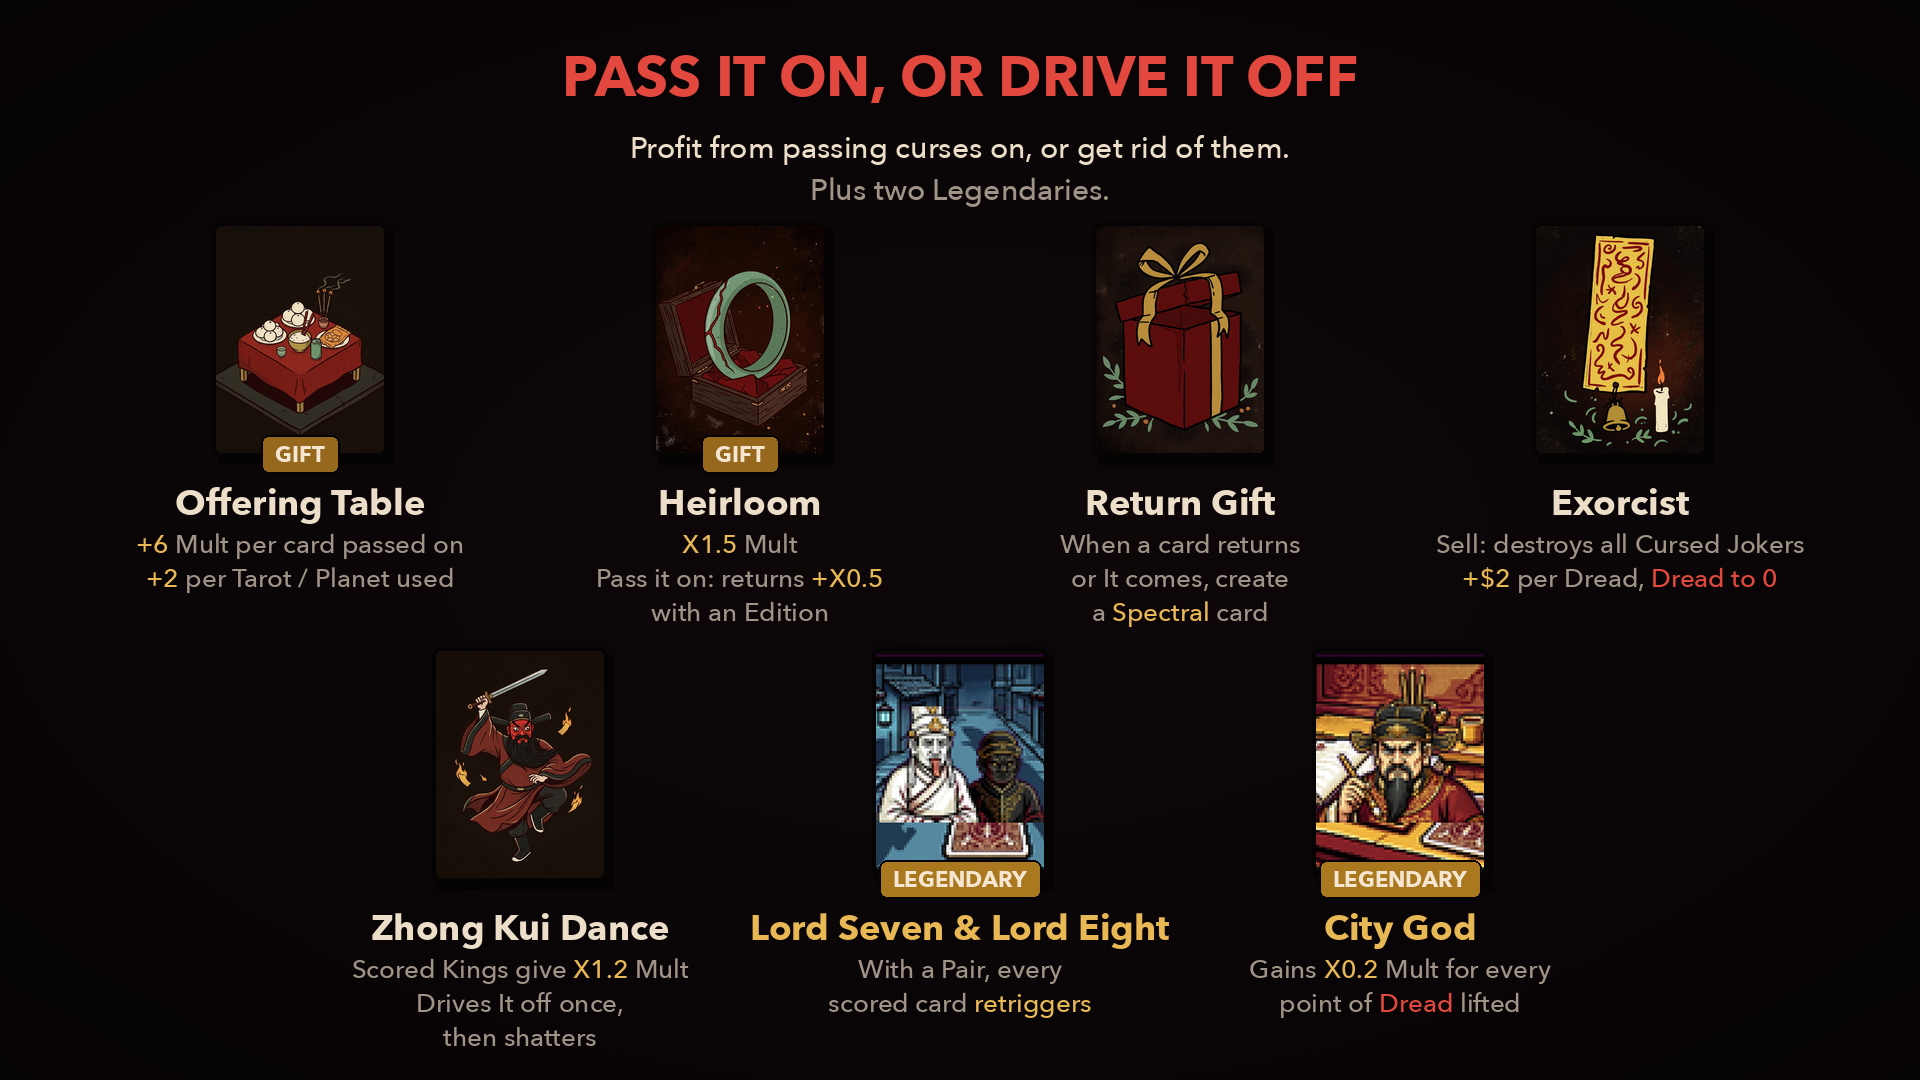 PASS IT ON, OR DRIVE IT OFF
Profit from passing curses on, or get rid of them.
Plus two Legendaries.
GIFT
Offering Table
+6 Mult per card passed on
+2 per Tarot / Planet used
GIFT
Heirloom
X1.5 Mult
Pass it on: returns +X0.5
with an Edition
Return Gift
When a card returns
or It comes, create
a Spectral card
Exorcist
Sell: destroys all Cursed Jokers
+$2 per Dread, Dread to 0
Zhong Kui Dance
Scored Kings give X1.2 Mult
Drives It off once,
then shatters
LEGENDARY
Lord Seven & Lord Eight
With a Pair, every
scored card retriggers
LEGENDARY
City God
Gains X0.2 Mult for every
point of Dread lifted